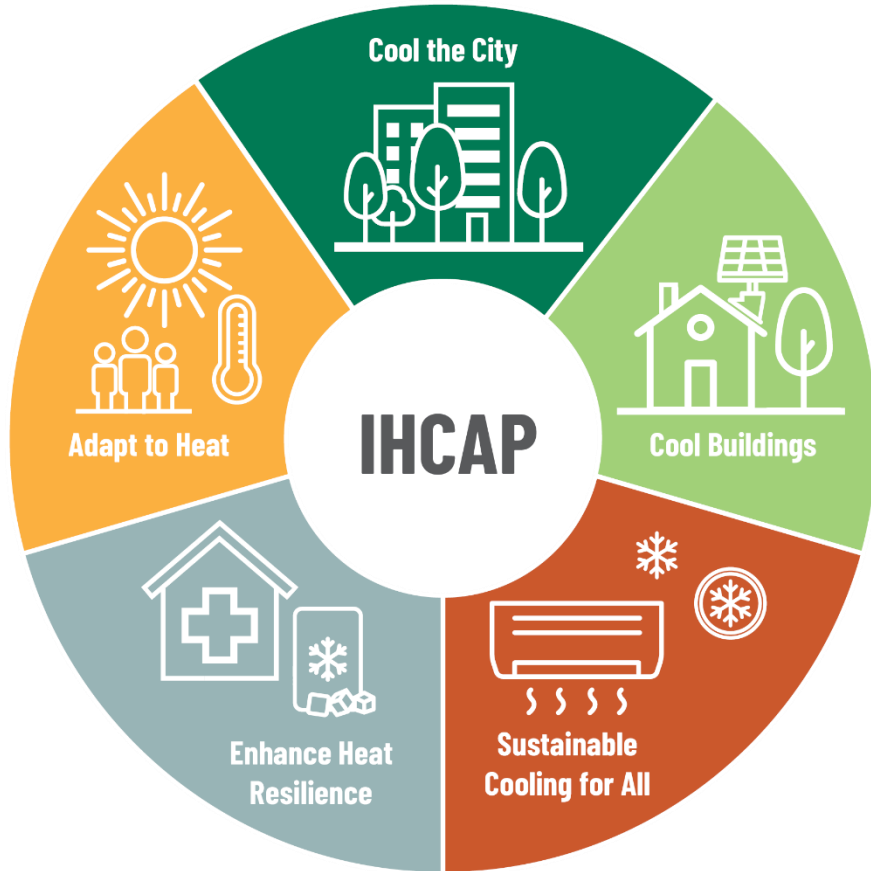 Cool the City
Cool Buildings
Sustainable
Cooling for All
Enhance Heat
Resilience
Adapt to Heat
IHCAP